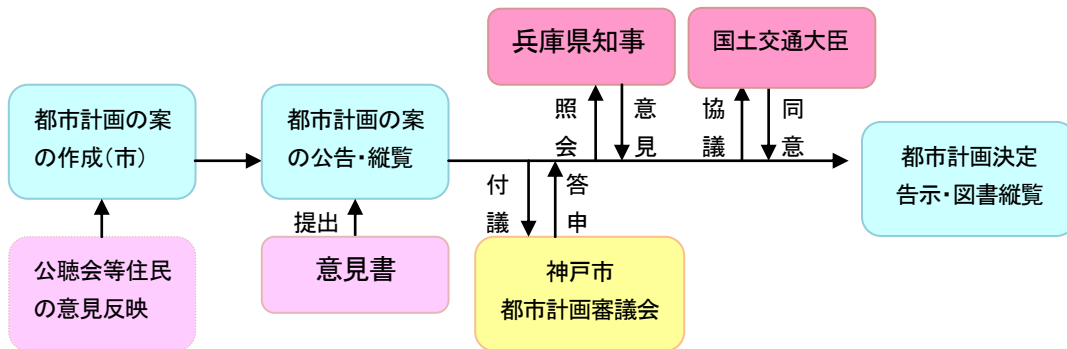 兵庫県知事
国土交通大臣
照会
意見
協議
同意
都市計画の案
の作成(市)
都市計画の案
の公告・縦覧
都市計画決定
告示・図書縦覧
提出
付議
答申
公聴会等住民
の意見反映
意見書
神戸市
都市計画審議会